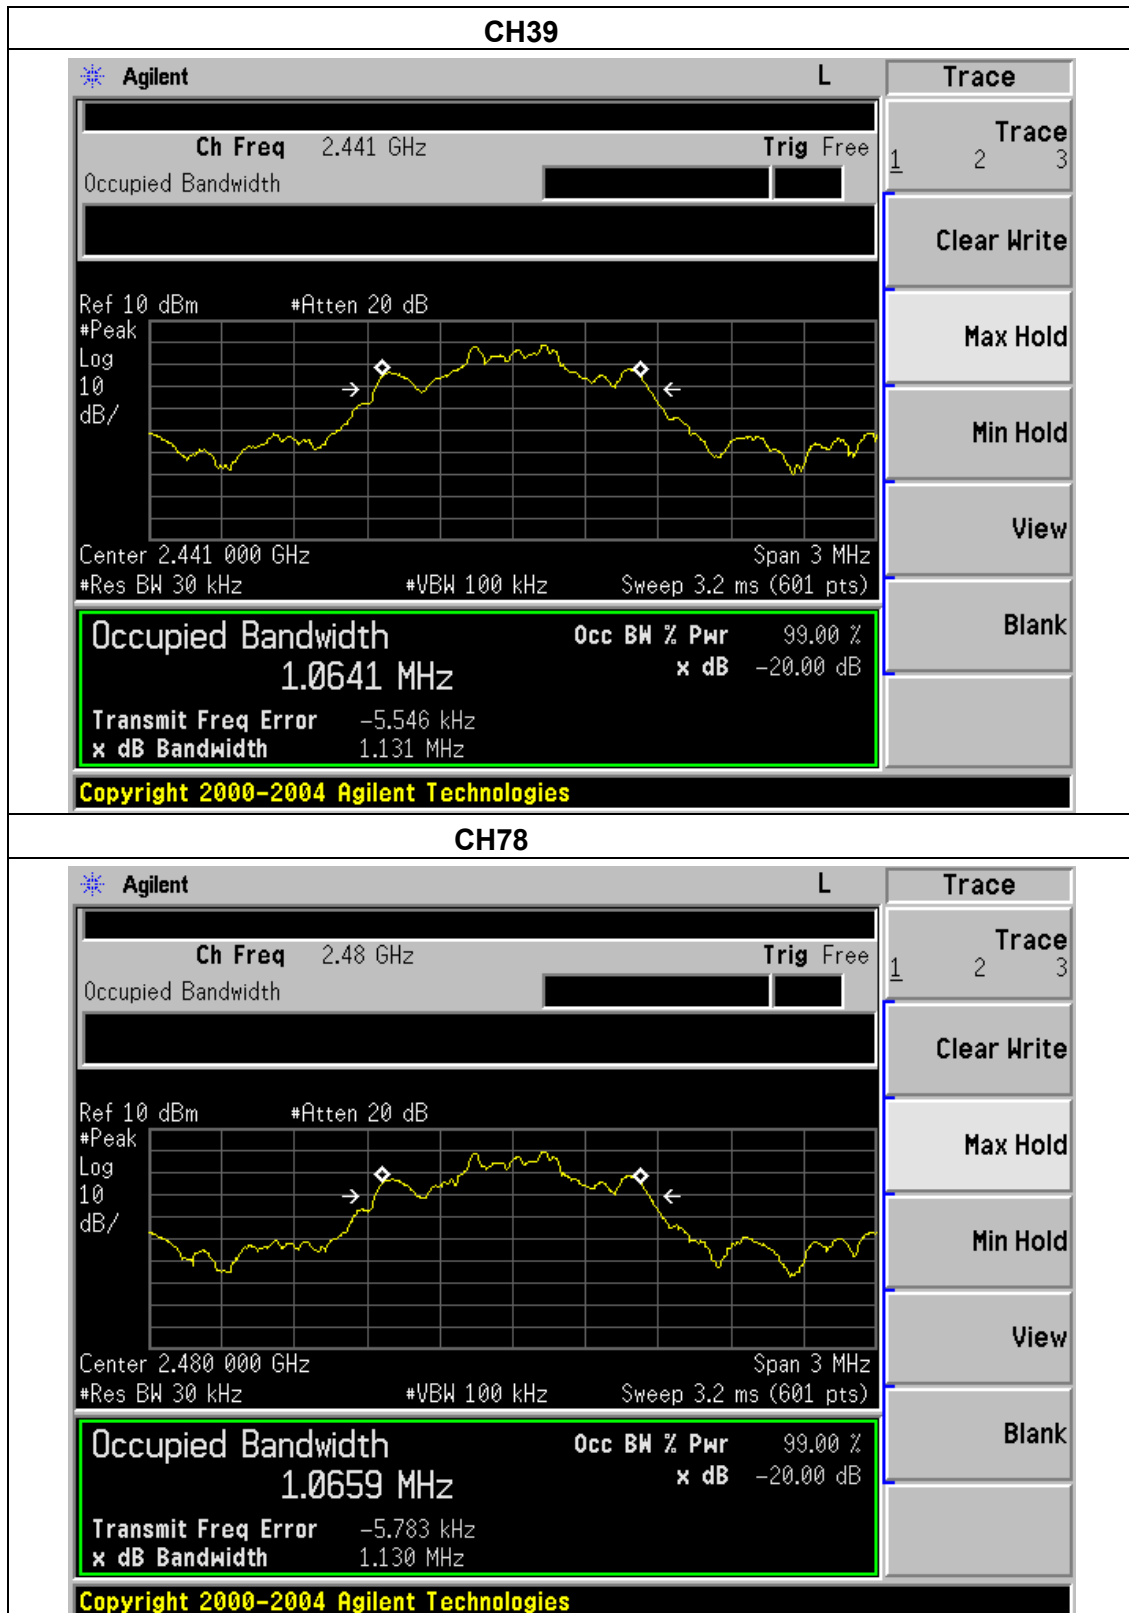 CH39
Agilent L Trace
Ch Freq 2.441 GHz Trig Free
Trace
1 2 3
Occupied Bandwidth
Clear Write
Ref 10 dBm #Atten 20 dB
#Peak
Log
10
dB/
Max Hold
Min Hold
View
Center 2.441 000 GHz Span 3 MHz
#Res BW 30 kHz #VBW 100 kHz Sweep 3.2 ms (601 pts)
Blank
Occupied Bandwidth Occ BW % Pwr 99.00 %
1.0641 MHz x dB -20.00 dB
Transmit Freq Error -5.546 kHz
x dB Bandwidth 1.131 MHz
Copyright 2000-2004 Agilent Technologies
CH78
Agilent L Trace
Ch Freq 2.48 GHz Trig Free
Trace
1 2 3
Occupied Bandwidth
Clear Write
Ref 10 dBm #Atten 20 dB
#Peak
Log
10
dB/
Max Hold
Min Hold
View
Center 2.480 000 GHz Span 3 MHz
#Res BW 30 kHz #VBW 100 kHz Sweep 3.2 ms (601 pts)
Blank
Occupied Bandwidth Occ BW % Pwr 99.00 %
1.0659 MHz x dB -20.00 dB
Transmit Freq Error -5.783 kHz
x dB Bandwidth 1.130 MHz
Copyright 2000-2004 Agilent Technologies